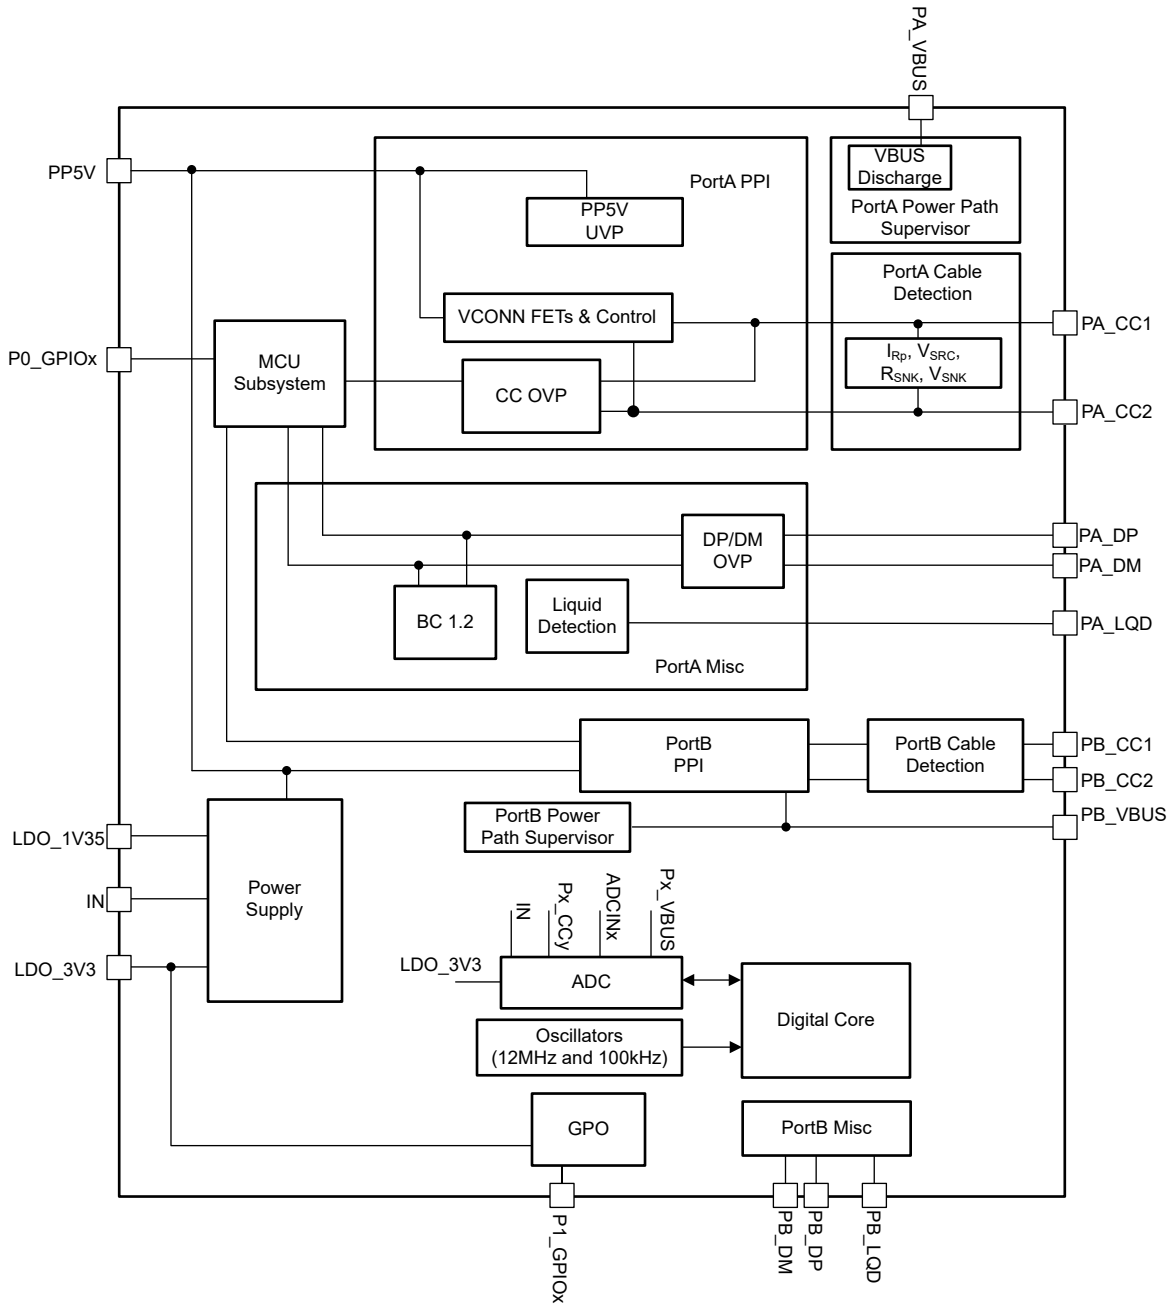 PA_VBUS
PP5V
PortA PPI
VBUS
Discharge
PP5V
UVP
PortA Power Path
Supervisor
PortA Cable
Detection
VCONN FETs & Control
PA_CC1
P0_GPIOx
MCU
Subsystem
CC OVP
I_Rp, V_SRC,
R_SNK, V_SNK
PA_CC2
DP/DM
OVP
PA_DP
PA_DM
BC 1.2
Liquid
Detection
PA_LQD
PortA Misc
PortB
PPI
PortB Cable
Detection
PB_CC1
PB_CC2
PortB Power
Path Supervisor
PB_VBUS
LDO_1V35
IN
LDO_3V3
Power
Supply
IN
Px_CCy
ADCINx
Px_VBUS
LDO_3V3
ADC
Digital Core
Oscillators
(12MHz and 100kHz)
GPO
PortB Misc
P1_GPIOx
PB_DM
PB_DP
PB_LQD